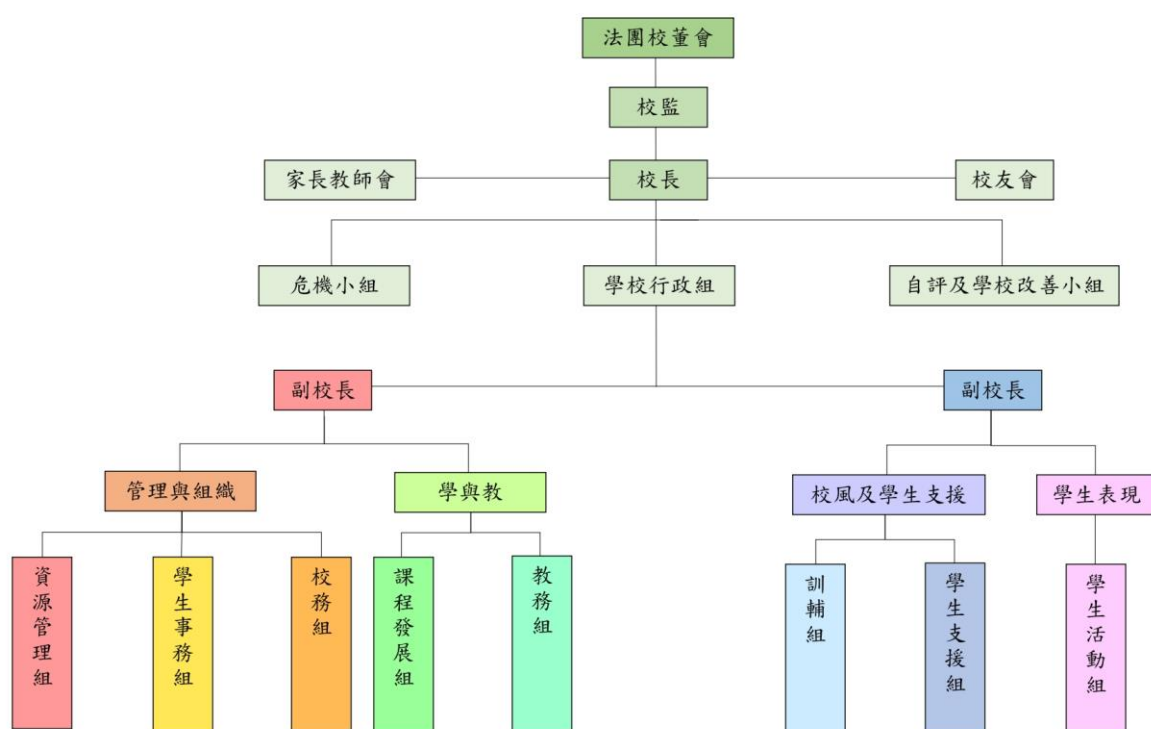 法團校董會
校監
家長教師會
校長
校友會
危機小組
學校行政組
自評及學校改善小組
副校長
副校長
管理與組織
學與教
校風及學生支援
學生表現
資源管理組
學生事務組
校務組
課程發展組
教務組
訓輔組
學生支援組
學生活動組